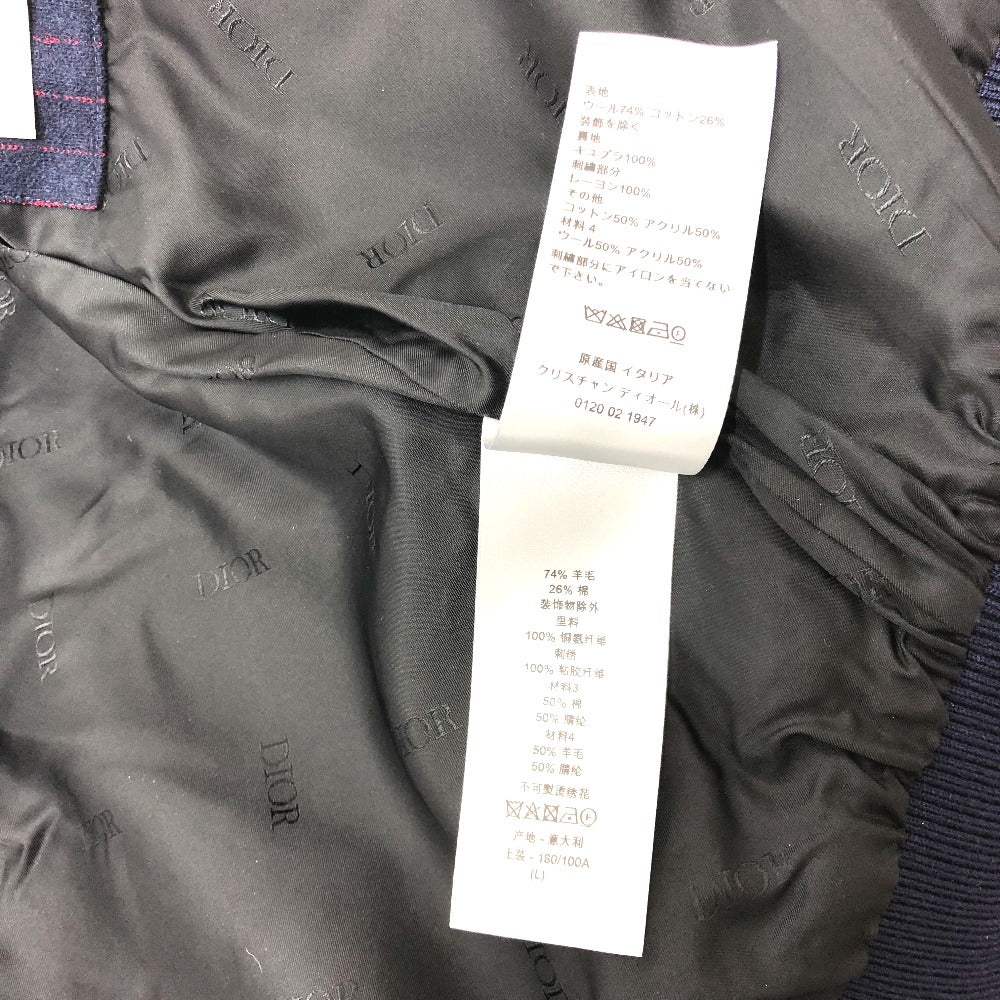 DIOR
DIOR
DIOR
表地
ウール74% コットン26%
装飾を除く
裏地
キュプラ100%
刺繍部分
レーヨン100%
その他
コットン50% アクリル50%
材料 4
ウール50% アクリル50%
刺繍部分にアイロンを当てない
で下さい。
原産国 イタリア
クリスチャン ディオール(株)
0120 02 1947
DIOR
DIOR
DIOR
DIOR
DIOR
74% 羊毛
26% 棉
装饰物除外
里料
100% 铜氨纤维
刺绣
100% 粘胶纤维
材料3
50% 棉
50% 腈纶
材料4
50% 羊毛
50% 腈纶
不可熨烫绣花
产地 - 意大利
上装 - 180/100A
(L)
DIOR